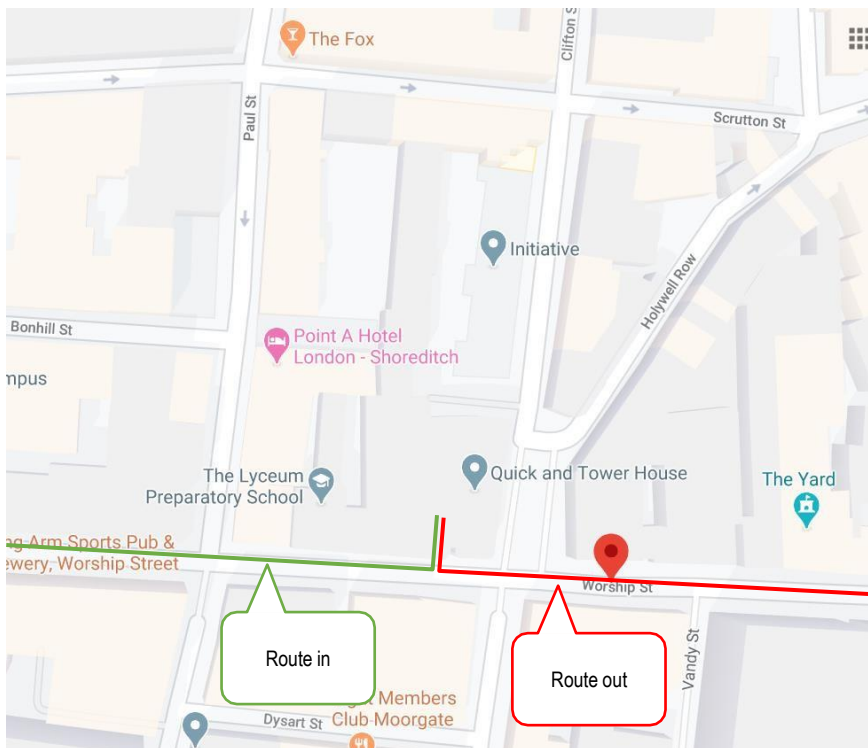 The Fox
Clifton S
Paul St
Scrutton St
Initiative
Holywell Row
Bonhill St
Point A Hotel
London - Shoreditch
mpus
The Lyceum
Preparatory School
Quick and Tower House
The Yard
ng Arm Sports Pub &
ewery, Worship Street
Worship St
Route in
Route out
Vandy St
Members
Club Moorgate
Dysart St